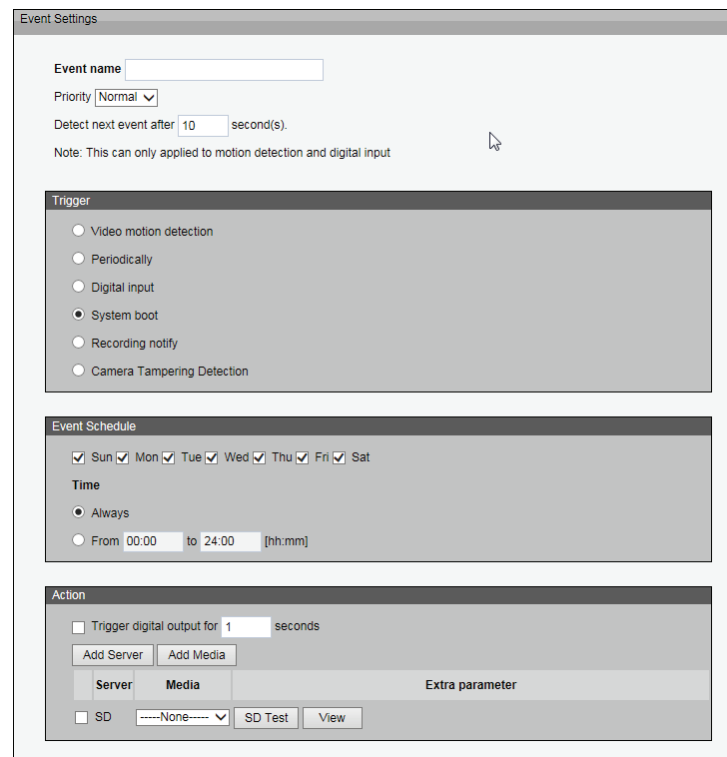 Event Settings
Event name
Priority Normal
Detect next event after 10 second(s).
Note: This can only applied to motion detection and digital input
Trigger
Video motion detection
Periodically
Digital input
System boot
Recording notify
Camera Tampering Detection
Event Schedule
Sun Mon Tue Wed Thu Fri Sat
Time
Always
From 00:00 to 24:00 [hh:mm]
Action
Trigger digital output for 1 seconds
Add Server Add Media
Server Media Extra parameter
SD -----None----- SD Test View